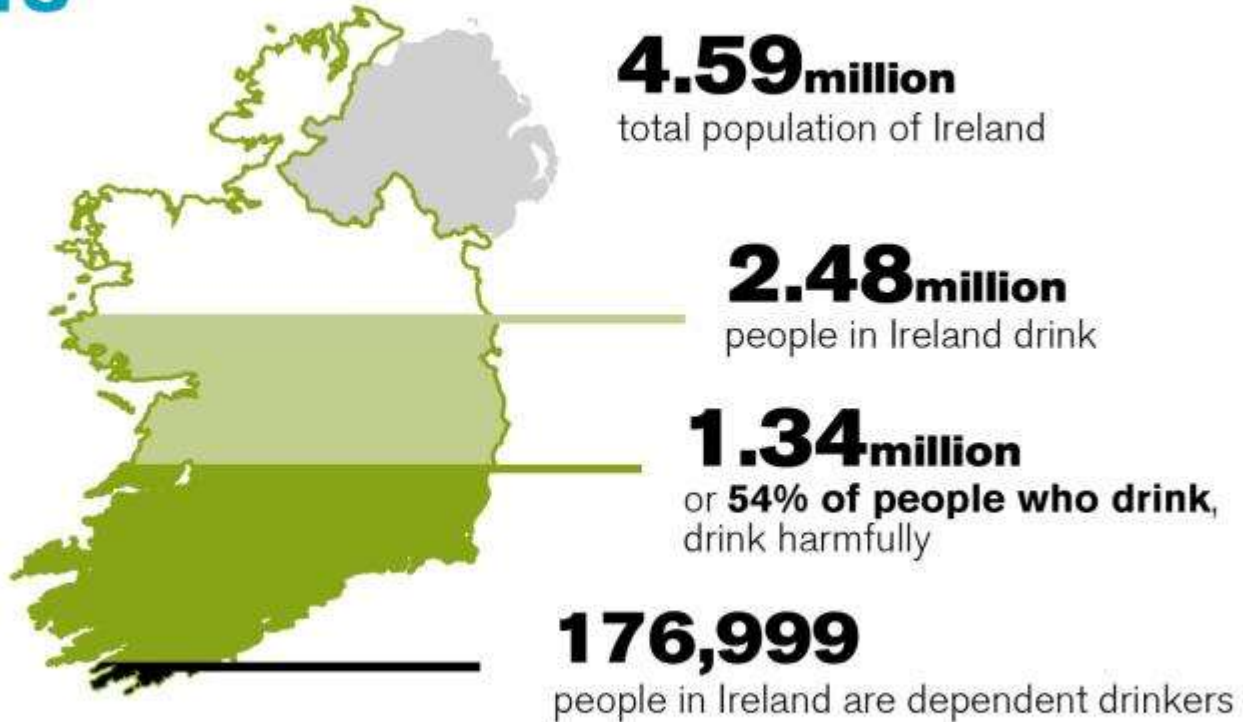 4.59million
total population of Ireland
2.48million
people in Ireland drink
1.34million
or 54% of people who drink,
drink harmfully
176,999
people in Ireland are dependent drinkers